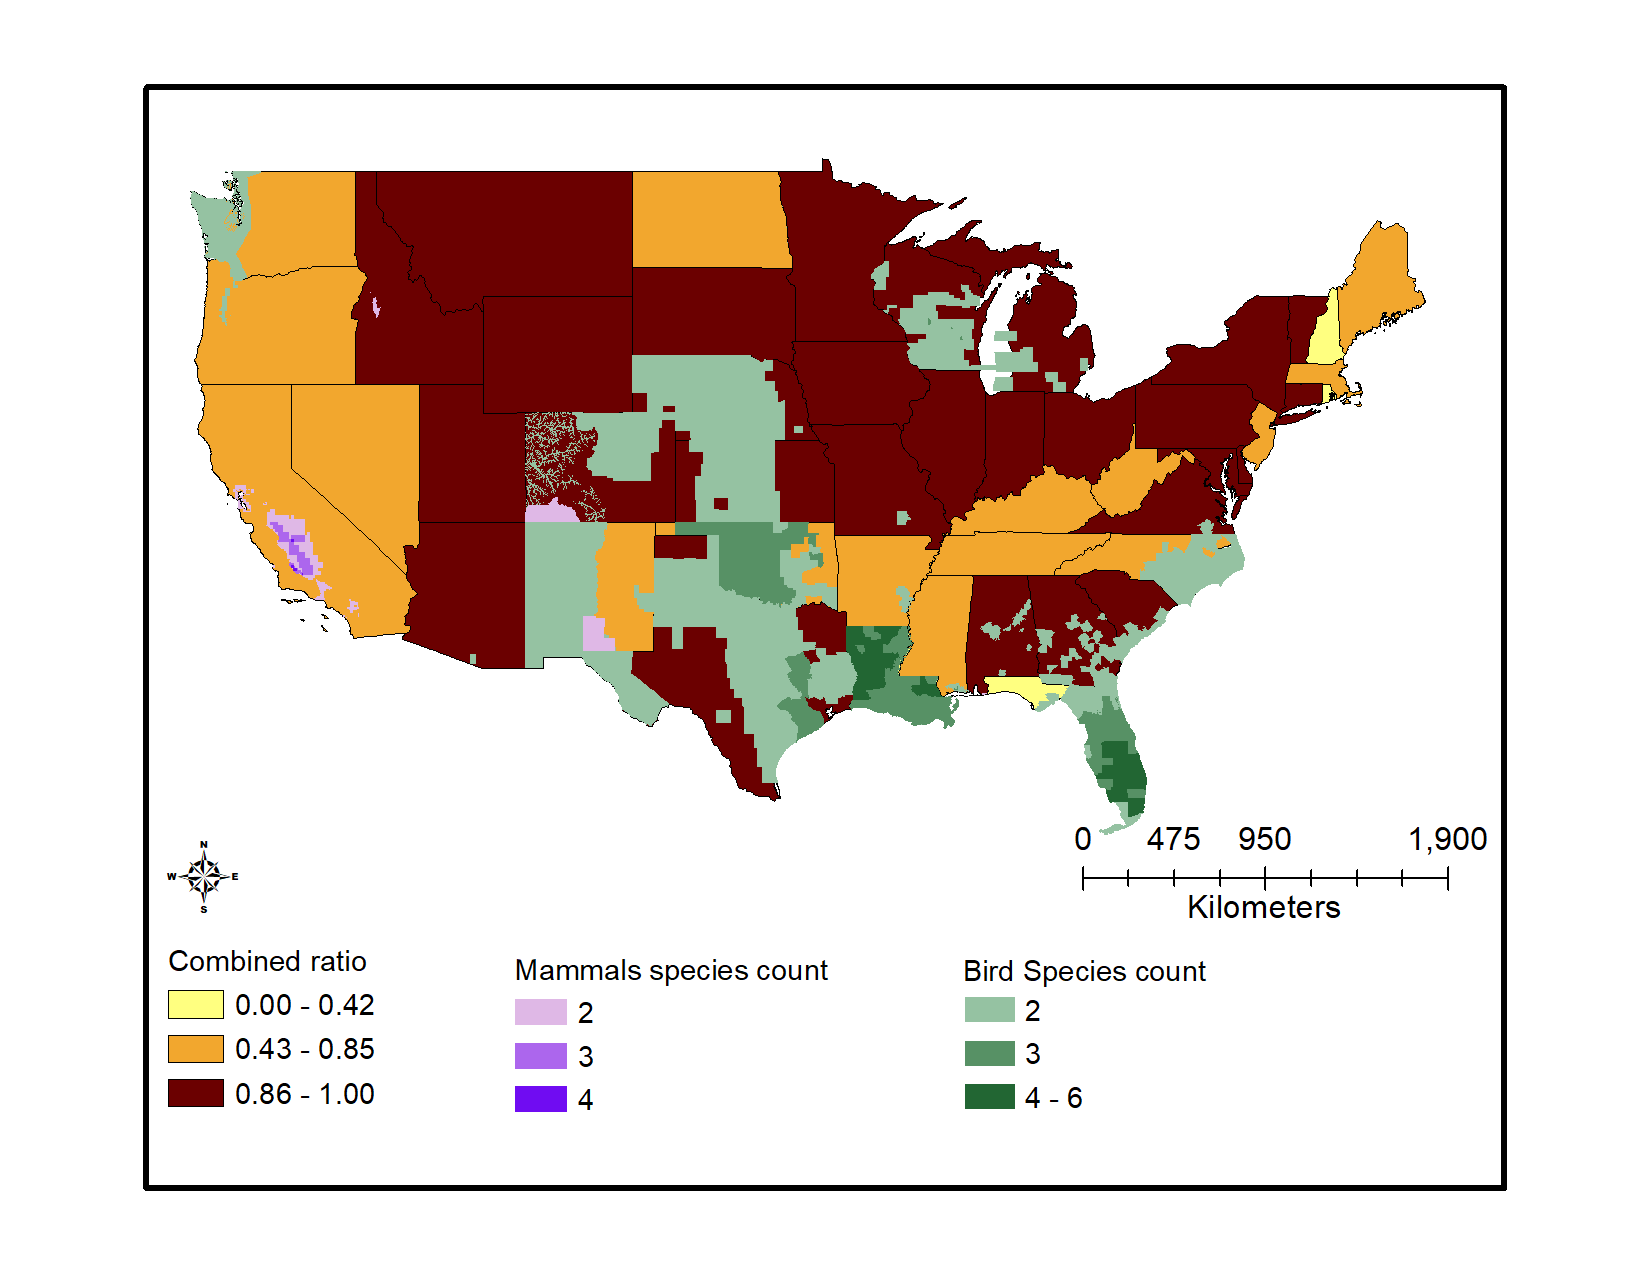 0 475 950 1,900
Kilometers
N
W E
S
Combined ratio
0.00 - 0.42
0.43 - 0.85
0.86 - 1.00
Mammals species count
2
3
4
Bird Species count
2
3
4 - 6